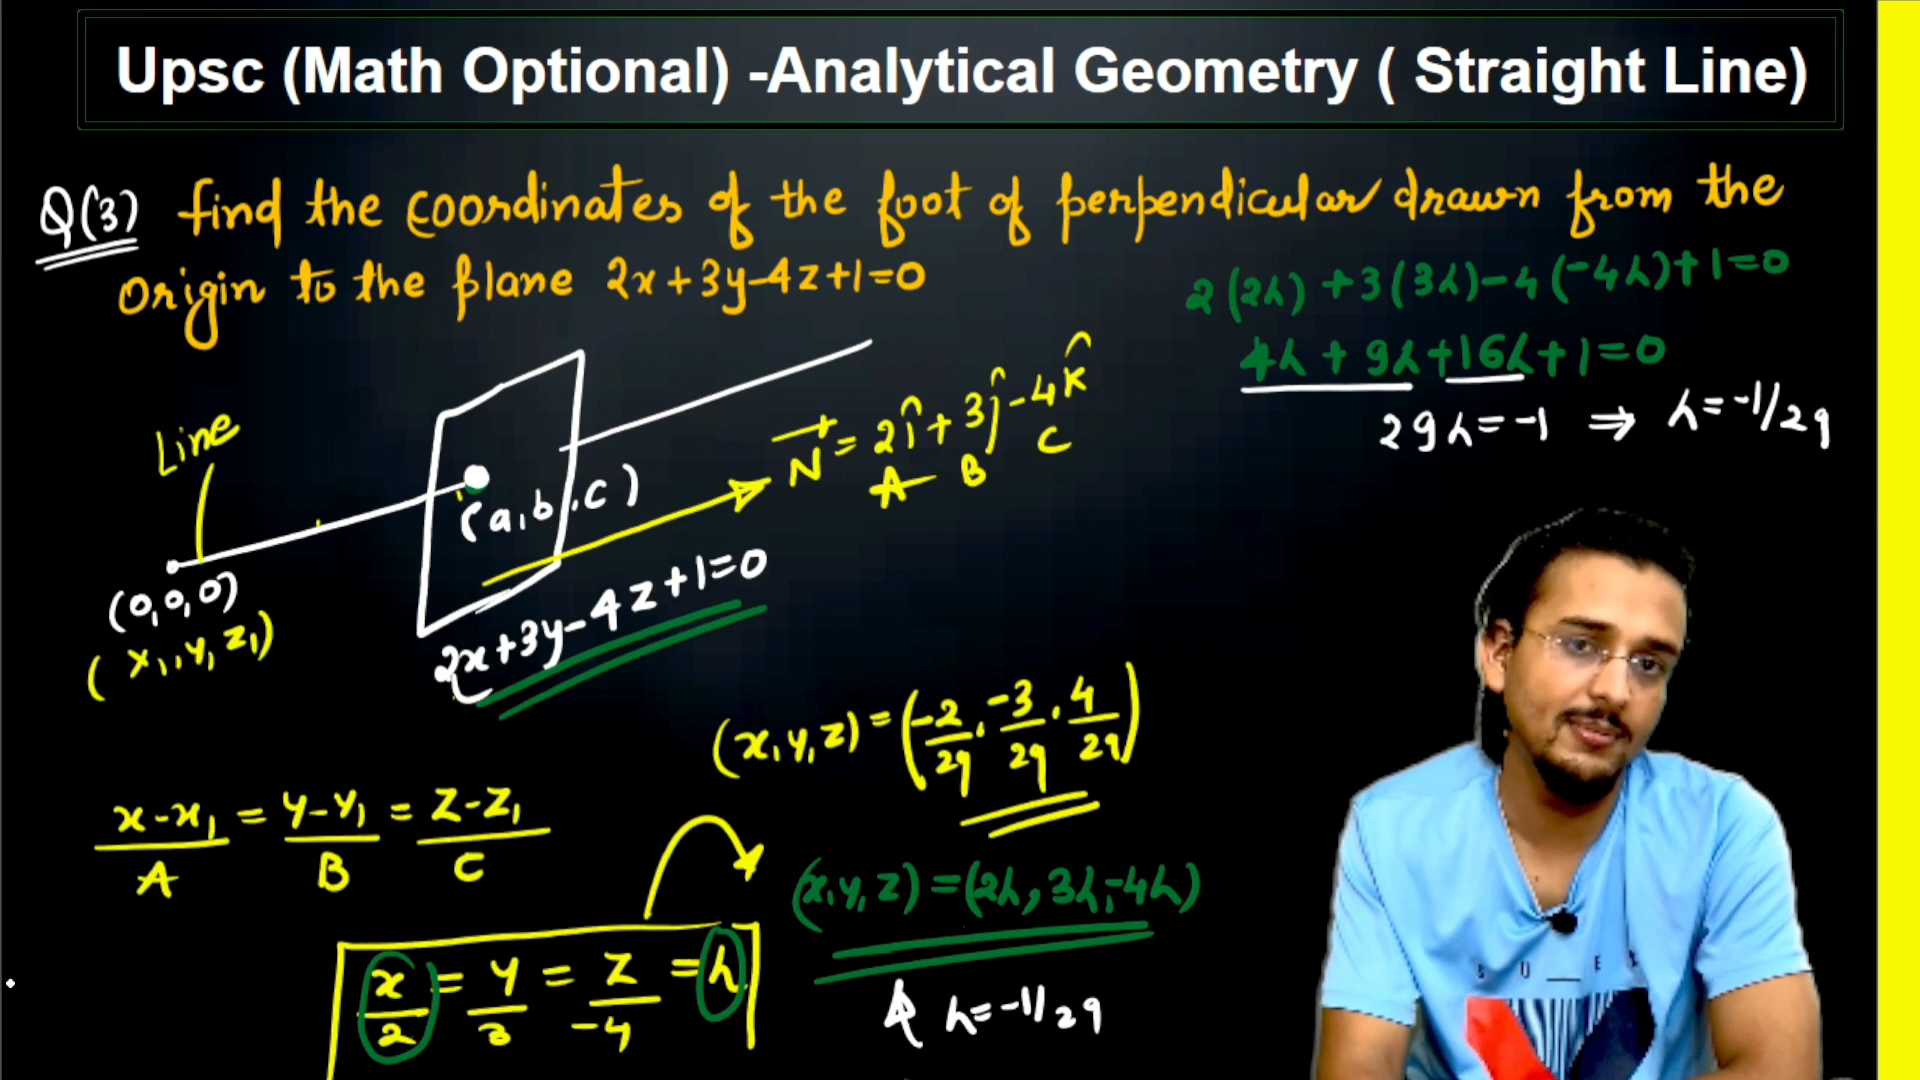 Upsc (Math Optional) -Analytical Geometry ( Straight Line)
Q(3) find the coordinates of the foot of perpendicular drawn from the
origin to the plane 2x+3y-4z+1=0
2(2λ) +3(3λ)-4(-4λ)+1=0
4λ + 9λ+16λ+1=0
29λ=-1 ⇒ λ=-1/29
Line
N⃗ = 2î+3ĵ-4k̂
A B C
(a,b,c)
(0,0,0)
(x₁,y₁,z₁)
2x+3y-4z+1=0
(x,y,z)=(-2/29, -3/29, 4/29)
x-x₁/A = y-y₁/B = z-z₁/C
(x,y,z)=(2λ,3λ,-4λ)
x/2 = y/3 = z/-4 =λ
λ=-1/29